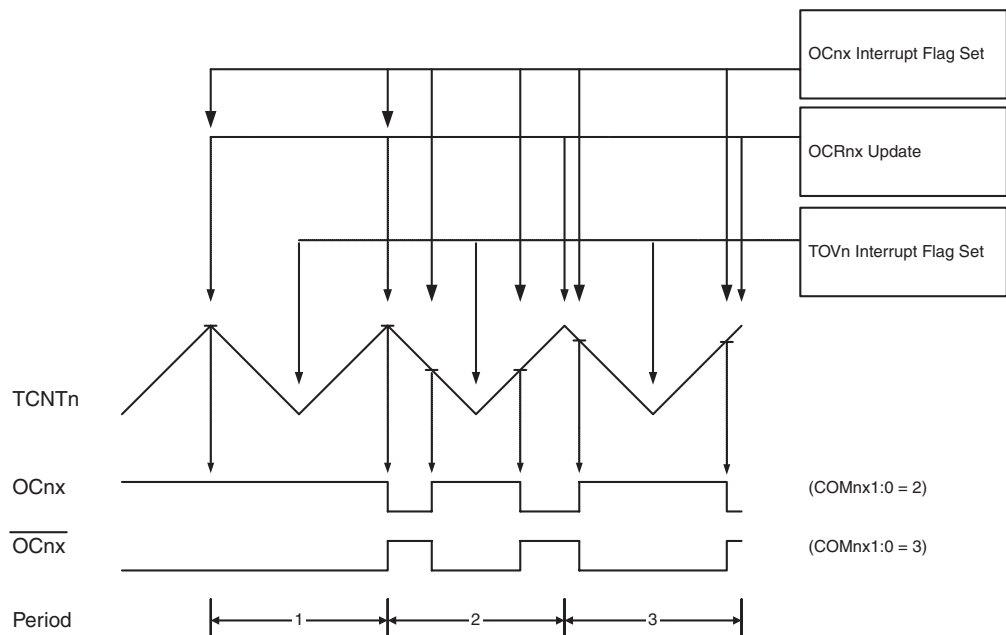 OCnx Interrupt Flag Set
OCRnx Update
TOVn Interrupt Flag Set
TCNTn
OCnx
(COMnx1:0 = 2)
OCnx
(COMnx1:0 = 3)
Period
1
2
3